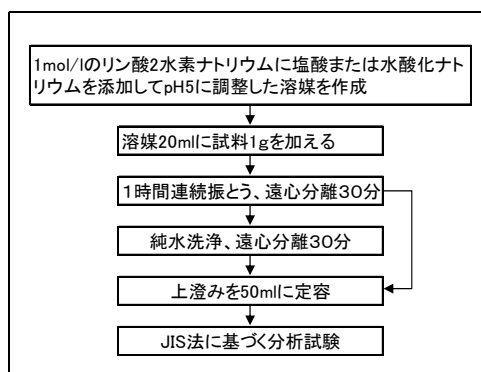 1mol/lのリン酸2水素ナトリウムに塩酸または水酸化ナ
トリウムを添加してpH5に調整した溶媒を作成
溶媒20mlに試料1gを加える
1時間連続振とう、遠心分離30分
純水洗浄、遠心分離30分
上澄みを50mlに定容
JIS法に基づく分析試験